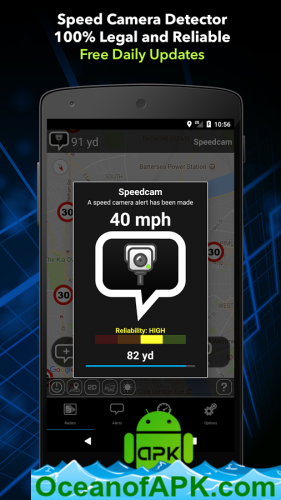 Speed Camera Detector
100% Legal and Reliable
Free Daily Updates
10:56
91 yd
Speedcam
Battersea Power Station
30
Speedcam
A speed camera alert has been made
40 mph
30
30
Reliability: HIGH
82 yd
Google
2D
?
Alerts
Options
APK
OceanofAPK.com